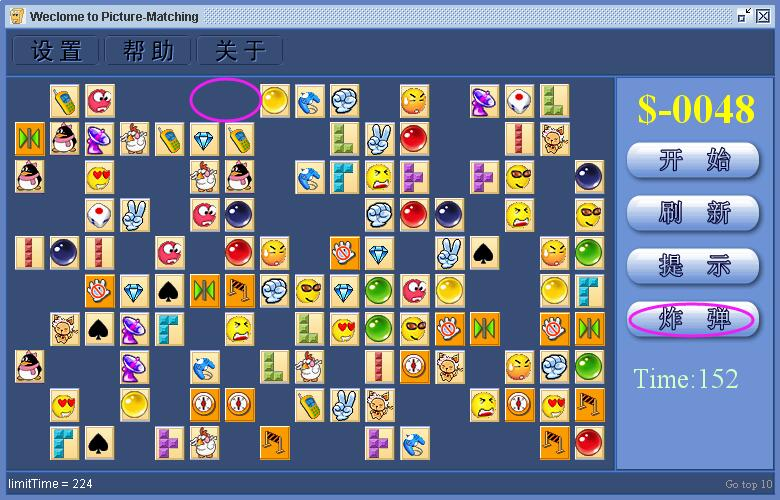 Weclome to Picture-Matching
设置 帮助 关于
$-0048
开 始
刷 新
提 示
炸 弹
Time:152
limitTime = 224
Go top 10